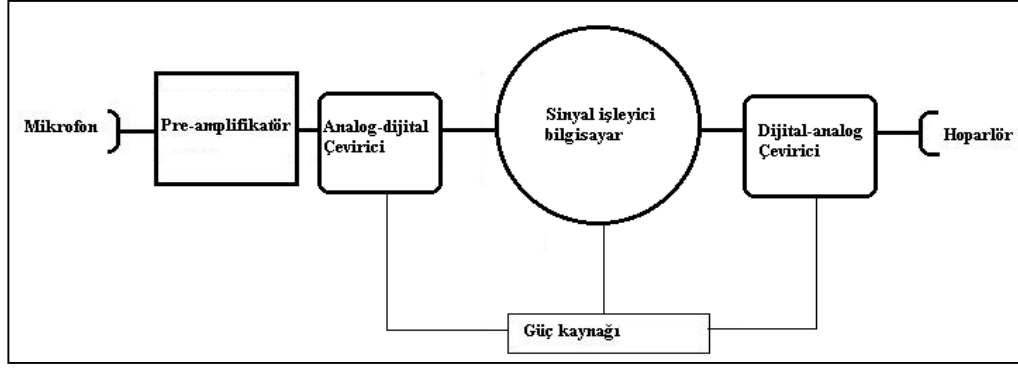 Mikrofon
Pre-amplifikatör
Analog-dijital
Çevirici
Sinyal işleyici
bilgisayar
Dijital-analog
Çevirici
Hoparlör
Güç kaynağı